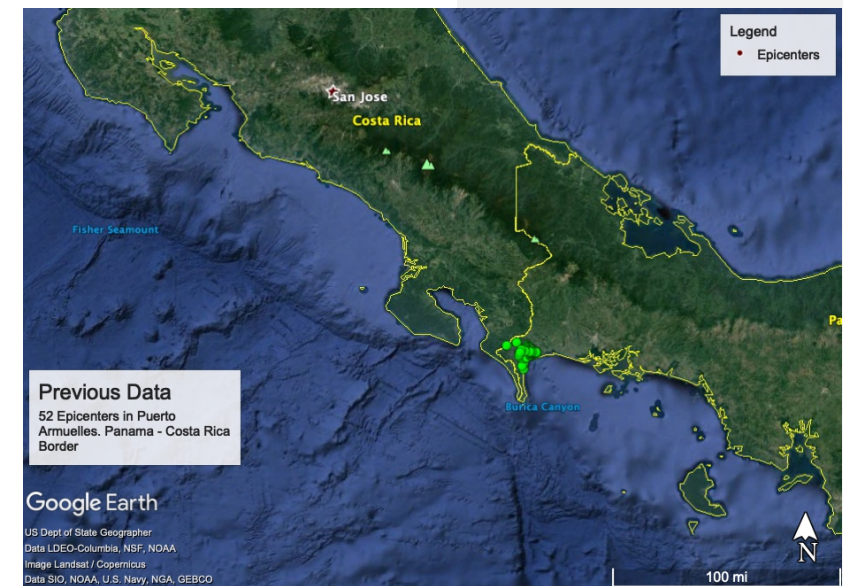 Legend
Epicenters
San Jose
Costa Rica
Fisher Seamount
Pa
Previous Data
52 Epicenters in Puerto
Armuelles. Panama - Costa Rica
Border
Burica Canyon
Google Earth
US Dept of State Geographer
Data LDEO-Columbia, NSF, NOAA
Image Landsat / Copernicus
Data SIO, NOAA, U.S. Navy, NGA, GEBCO
N
100 mi